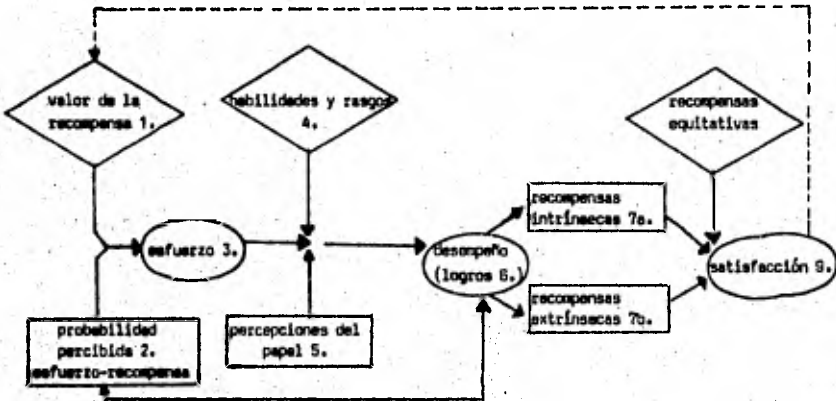 valor de la
recompensa 1.
habilidades y rasgos
4.
recompensas
equitativas
esfuerzo 3.
Desempeño
(logros 6.)
recompensas
intrínsecas 7a.
recompensas
extrínsecas 7b.
satisfacción 9.
probabilidad
percibida 2.
esfuerzo-recompensa
percepciones del
papel 5.